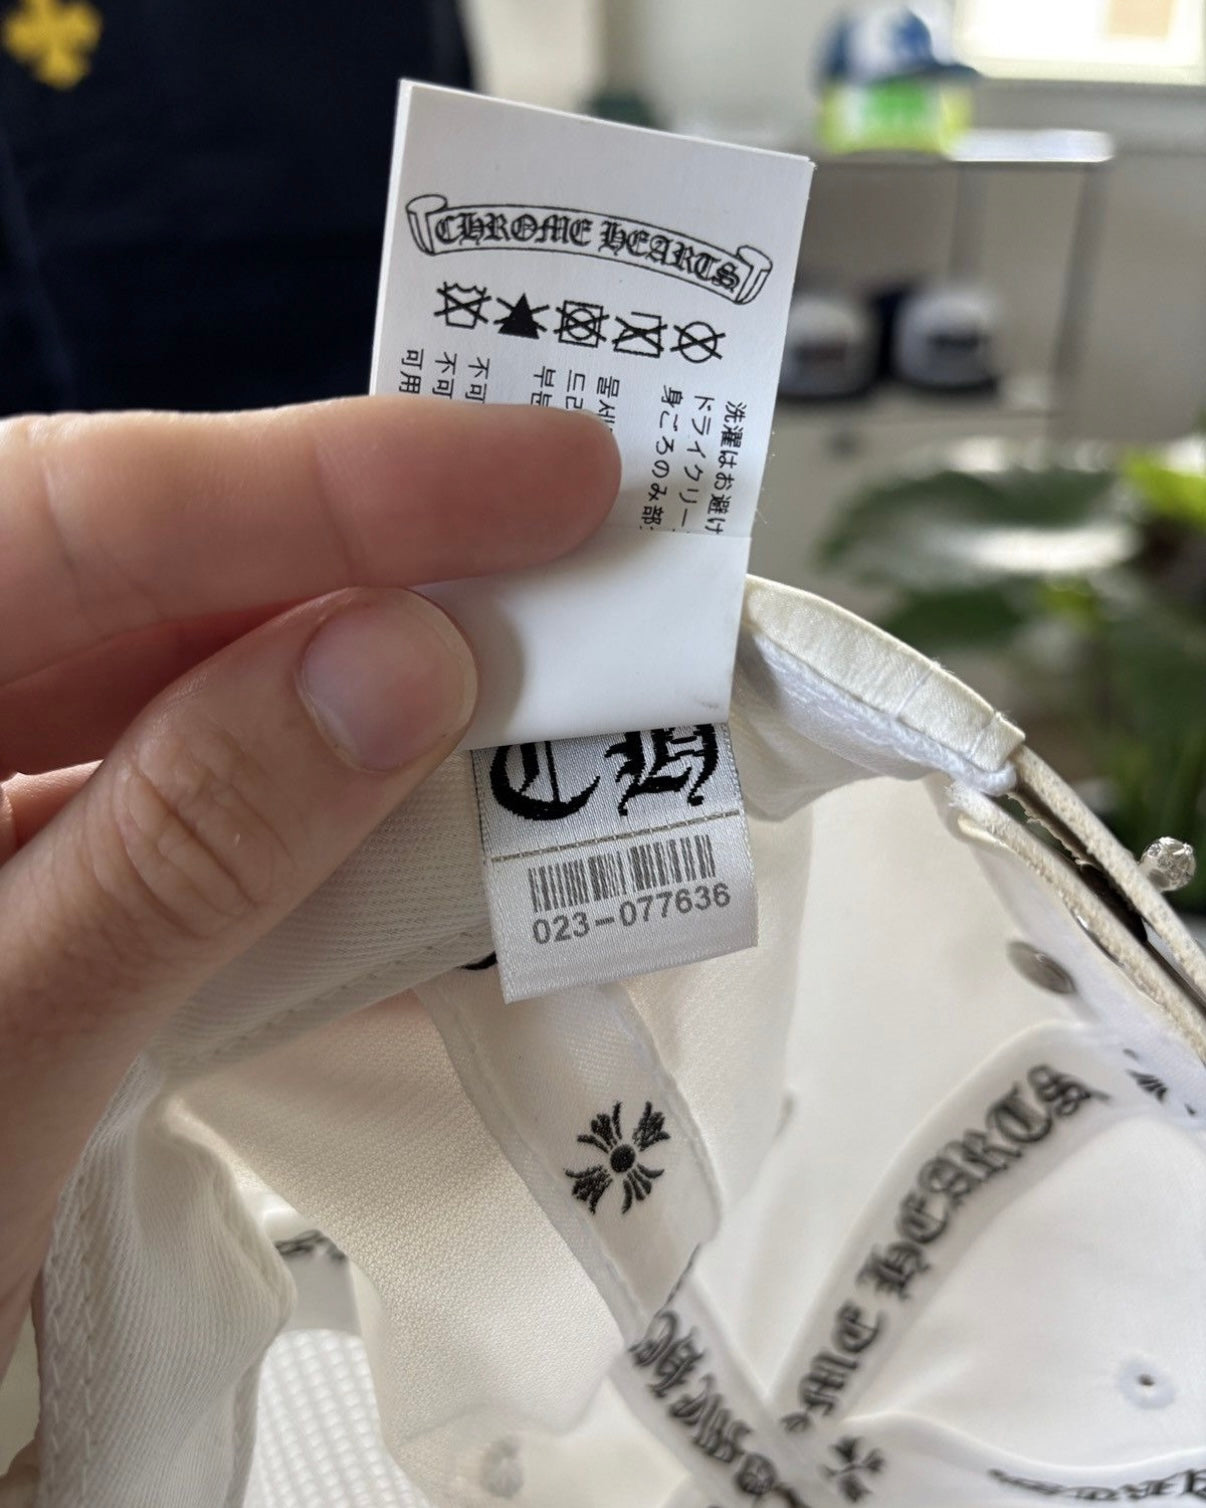 CHROME HEARTS
洗濯はお避け
ドライクリー
身ごろのみ部
물세
드라
부분
不可
不可
可用
CH
023-077636
HEARTS